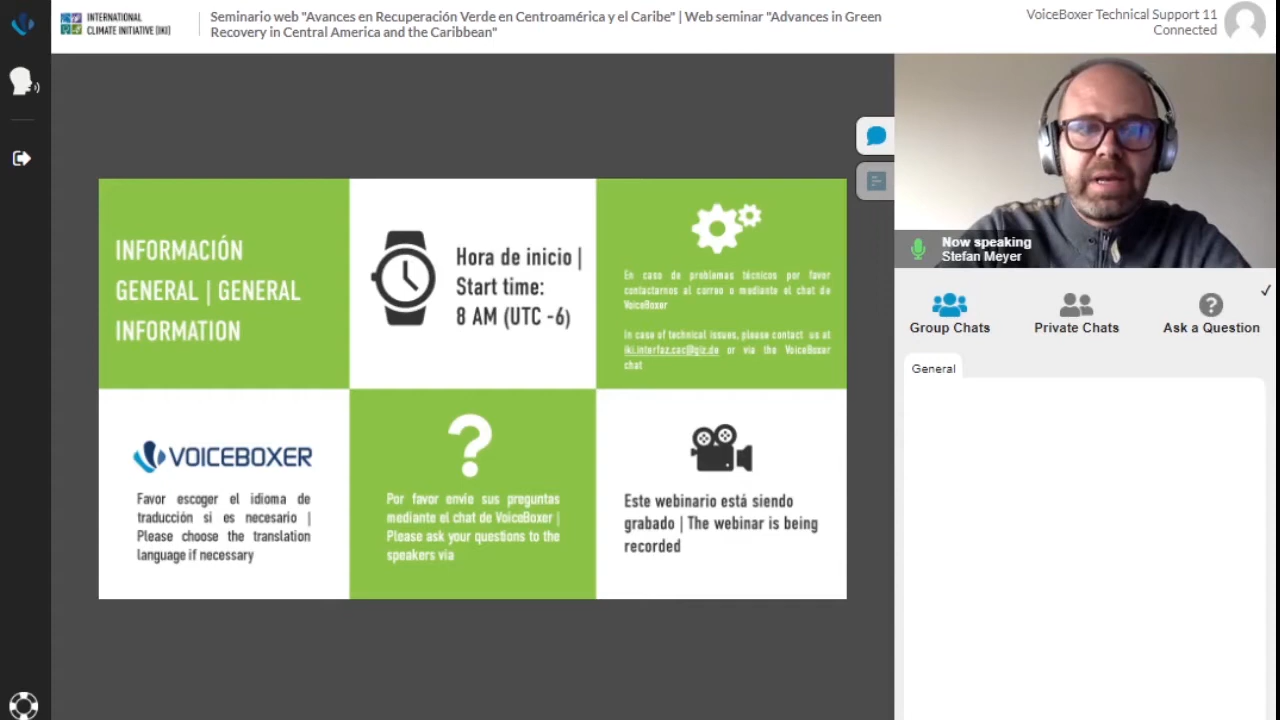 INTERNATIONAL
CLIMATE INITIATIVE (IKI)
Seminario web "Avances en Recuperación Verde en Centroamérica y el Caribe" | Web seminar "Advances in Green
Recovery in Central America and the Caribbean"
VoiceBoxer Technical Support 11
Connected
INFORMACIÓN
GENERAL | GENERAL
INFORMATION
Hora de inicio |
Start time:
8 AM (UTC -6)
En caso de problemas técnicos por favor
contactarnos al correo o mediante el chat de
VoiceBoxer
In case of technical issues, please contact us at
iki.interfaz.cac@giz.de or via the VoiceBoxer
chat
VOICEBOXER
Favor escoger el idioma de
traducción si es necesario |
Please choose the translation
language if necessary
Por favor envíe sus preguntas
mediante el chat de VoiceBoxer |
Please ask your questions to the
speakers via
Este webinario está siendo
grabado | The webinar is being
recorded
Now speaking
Stefan Meyer
Group Chats
Private Chats
Ask a Question
General